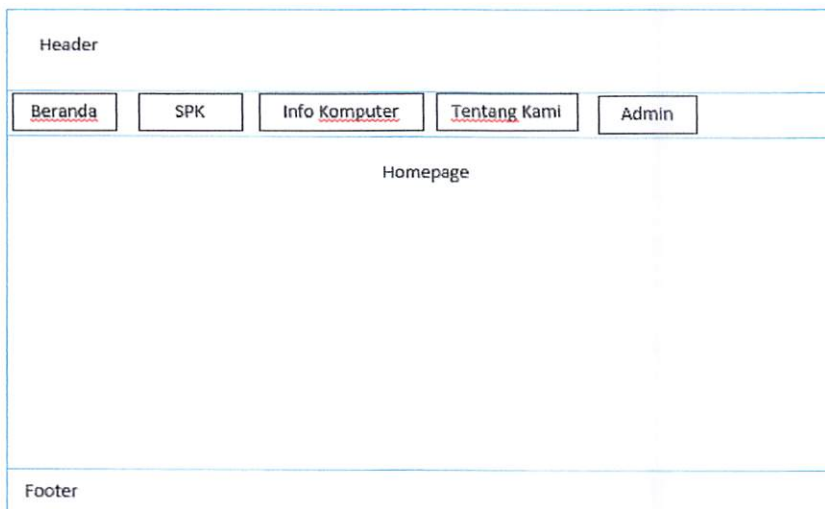 Header
Beranda SPK Info Komputer Tentang Kami Admin
Homepage
Footer